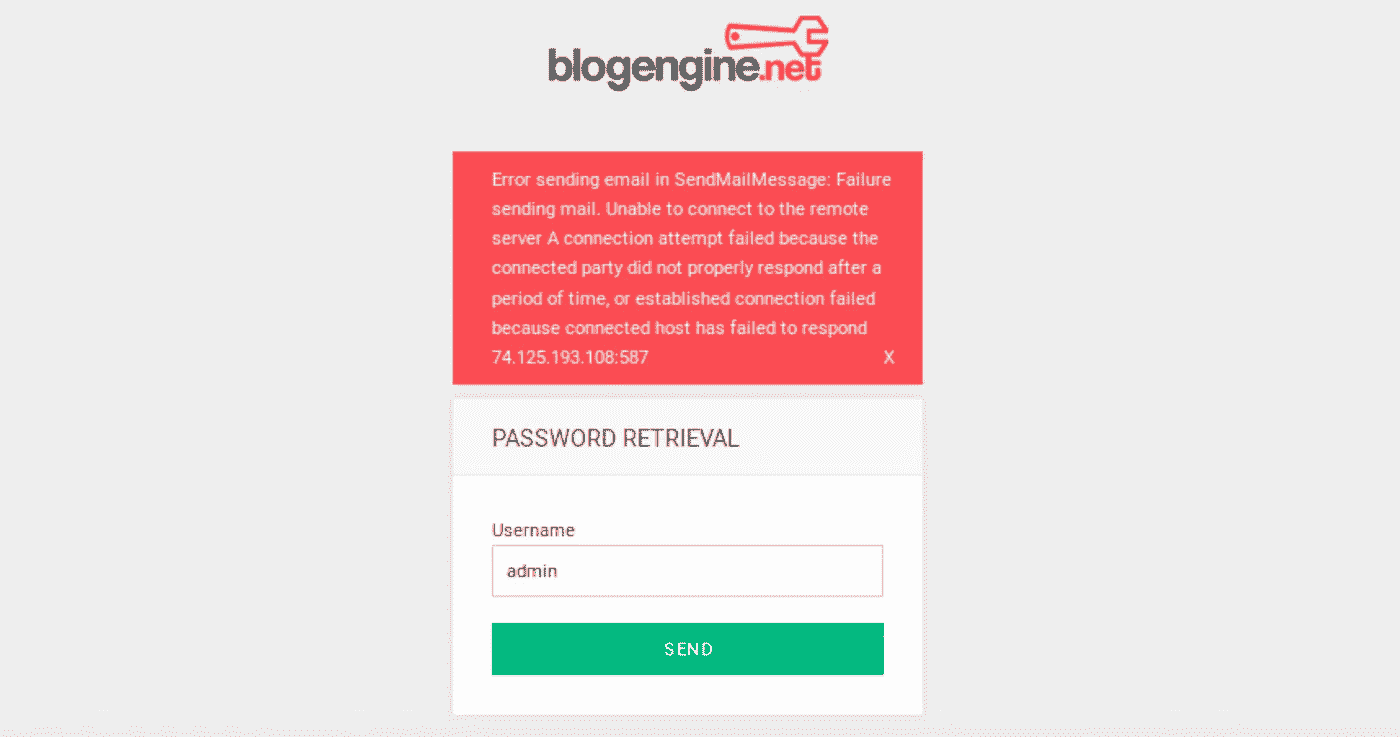 blogengine.net
Error sending email in SendMailMessage: Failure
sending mail. Unable to connect to the remote
server A connection attempt failed because the
connected party did not properly respond after a
period of time, or established connection failed
because connected host has failed to respond
74.125.193.108:587 X
PASSWORD RETRIEVAL
Username
admin
SEND